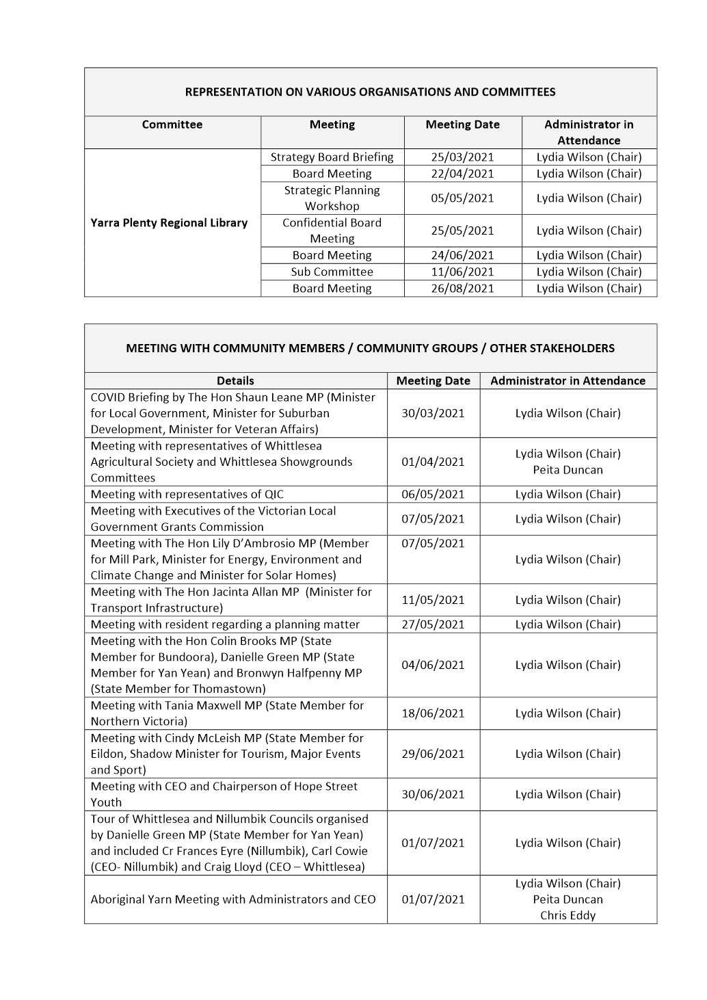 REPRESENTATION ON VARIOUS ORGANISATIONS AND COMMITTEES
Committee
Meeting
Meeting Date
Administrator in
Attendance
Yarra Plenty Regional Library
Strategy Board Briefing
25/03/2021
Lydia Wilson (Chair)
Board Meeting
22/04/2021
Lydia Wilson (Chair)
Strategic Planning
Workshop
05/05/2021
Lydia Wilson (Chair)
Confidential Board
Meeting
25/05/2021
Lydia Wilson (Chair)
Board Meeting
24/06/2021
Lydia Wilson (Chair)
Sub Committee
11/06/2021
Lydia Wilson (Chair)
Board Meeting
26/08/2021
Lydia Wilson (Chair)
MEETING WITH COMMUNITY MEMBERS / COMMUNITY GROUPS / OTHER STAKEHOLDERS
Details
Meeting Date
Administrator in Attendance
COVID Briefing by The Hon Shaun Leane MP (Minister
for Local Government, Minister for Suburban
Development, Minister for Veteran Affairs)
30/03/2021
Lydia Wilson (Chair)
Meeting with representatives of Whittlesea
Agricultural Society and Whittlesea Showgrounds
Committees
01/04/2021
Lydia Wilson (Chair)
Peita Duncan
Meeting with representatives of QIC
06/05/2021
Lydia Wilson (Chair)
Meeting with Executives of the Victorian Local
Government Grants Commission
07/05/2021
Lydia Wilson (Chair)
Meeting with The Hon Lily D’Ambrosio MP (Member
for Mill Park, Minister for Energy, Environment and
Climate Change and Minister for Solar Homes)
07/05/2021
Lydia Wilson (Chair)
Meeting with The Hon Jacinta Allan MP  (Minister for
Transport Infrastructure)
11/05/2021
Lydia Wilson (Chair)
Meeting with resident regarding a planning matter
27/05/2021
Lydia Wilson (Chair)
Meeting with the Hon Colin Brooks MP (State
Member for Bundoora), Danielle Green MP (State
Member for Yan Yean) and Bronwyn Halfpenny MP
(State Member for Thomastown)
04/06/2021
Lydia Wilson (Chair)
Meeting with Tania Maxwell MP (State Member for
Northern Victoria)
18/06/2021
Lydia Wilson (Chair)
Meeting with Cindy McLeish MP (State Member for
Eildon, Shadow Minister for Tourism, Major Events
and Sport)
29/06/2021
Lydia Wilson (Chair)
Meeting with CEO and Chairperson of Hope Street
Youth
30/06/2021
Lydia Wilson (Chair)
Tour of Whittlesea and Nillumbik Councils organised
by Danielle Green MP (State Member for Yan Yean)
and included Cr Frances Eyre (Nillumbik), Carl Cowie
(CEO- Nillumbik) and Craig Lloyd (CEO – Whittlesea)
01/07/2021
Lydia Wilson (Chair)
Aboriginal Yarn Meeting with Administrators and CEO
01/07/2021
Lydia Wilson (Chair)
Peita Duncan
Chris Eddy